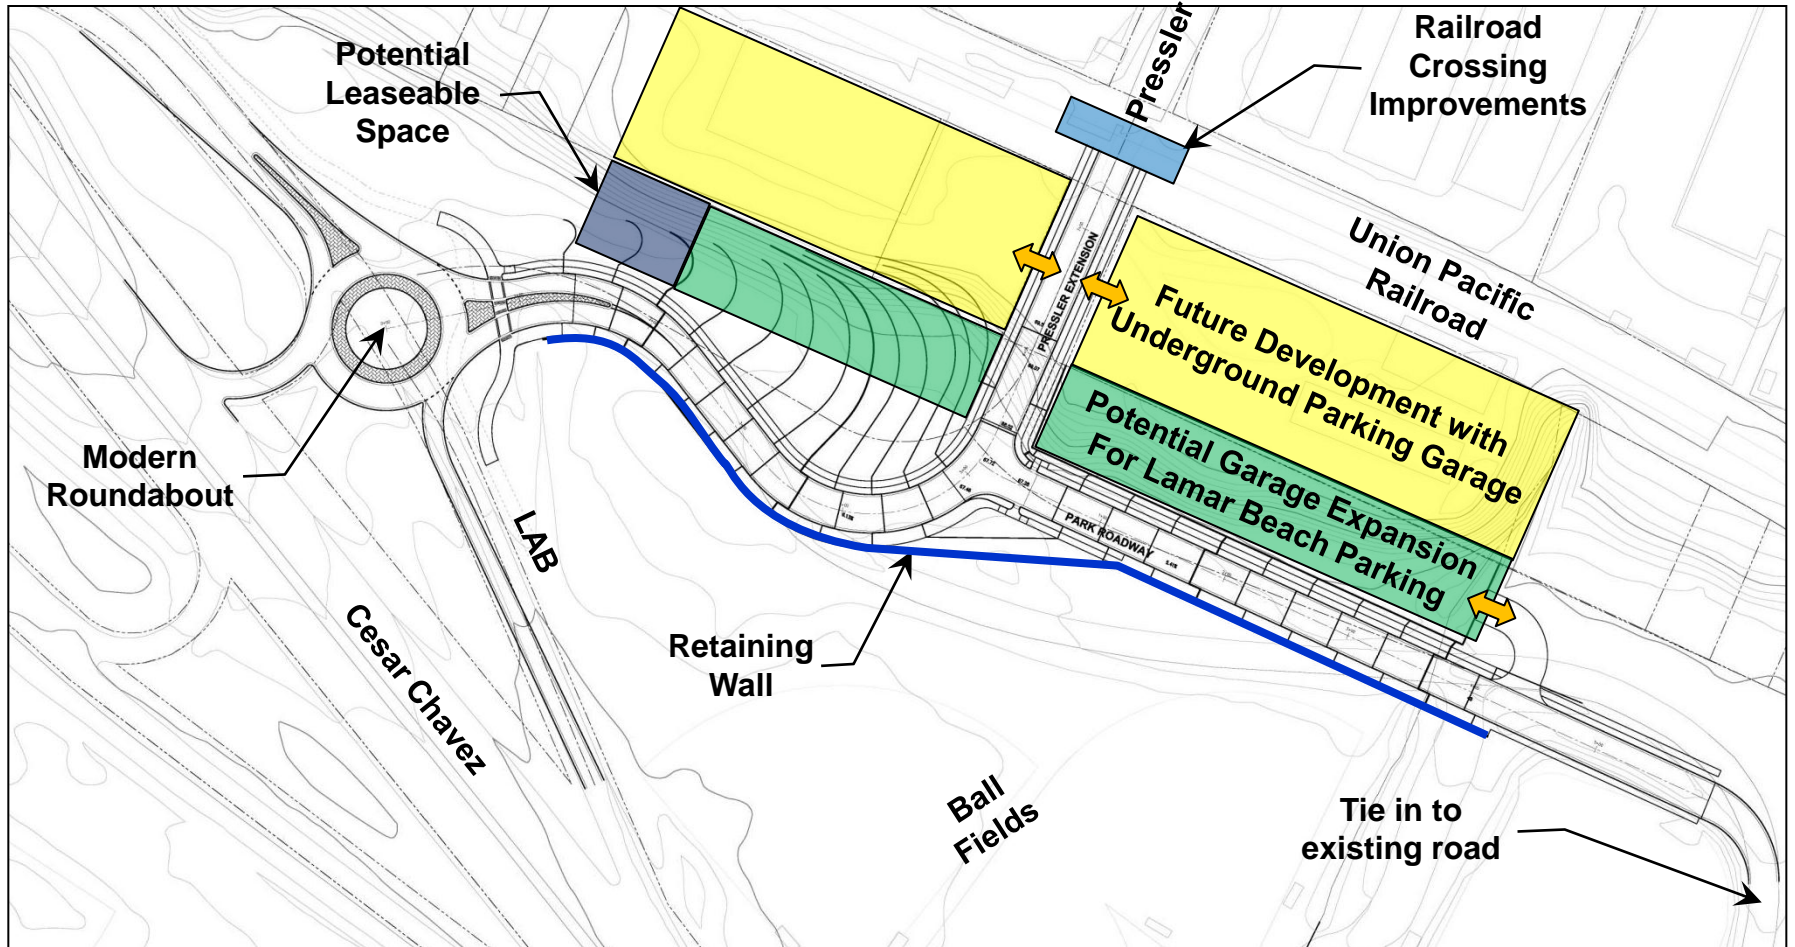 Potential
Leaseable
Space
Pressler
Railroad
Crossing
Improvements
Union Pacific
Railroad
PRESSLER EXTENSION
Future Development with
Underground Parking Garage
Potential Garage Expansion
For Lamar Beach Parking
PARK ROADWAY
Modern
Roundabout
LAB
Cesar Chavez
Retaining
Wall
Ball
Fields
Tie in to
existing road